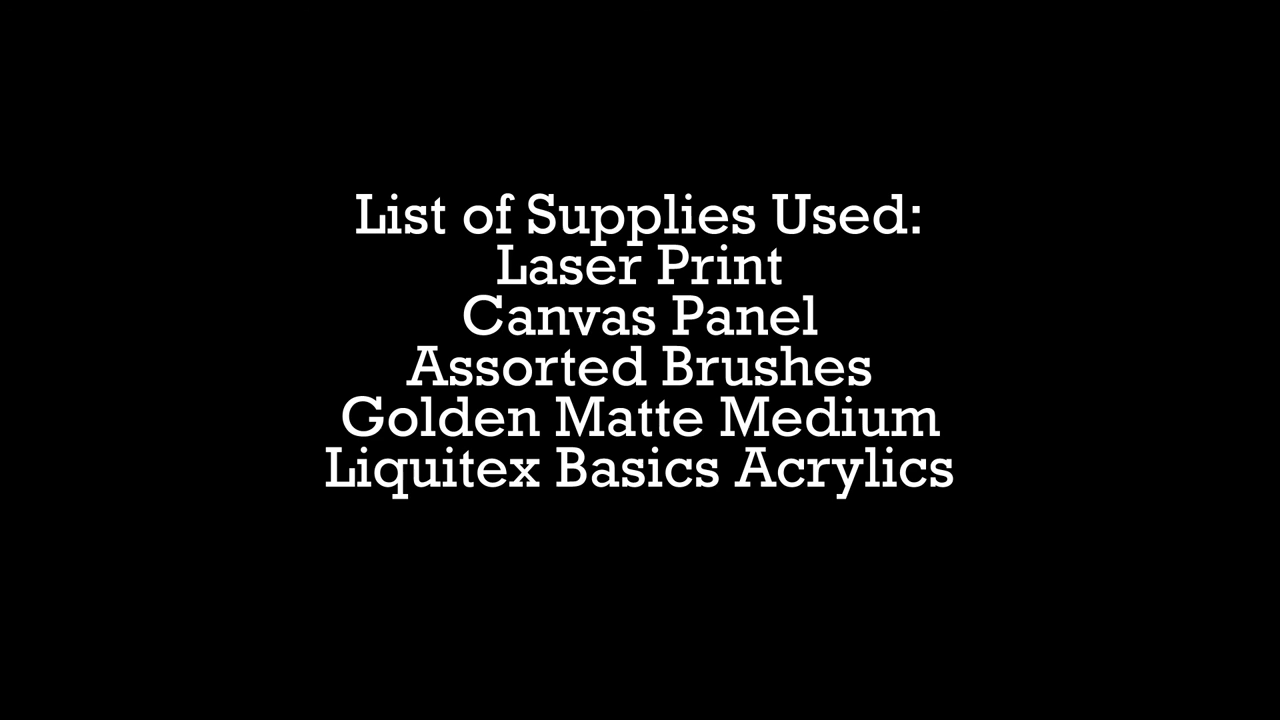 List of Supplies Used:
Laser Print
Canvas Panel
Assorted Brushes
Golden Matte Medium
Liquitex Basics Acrylics